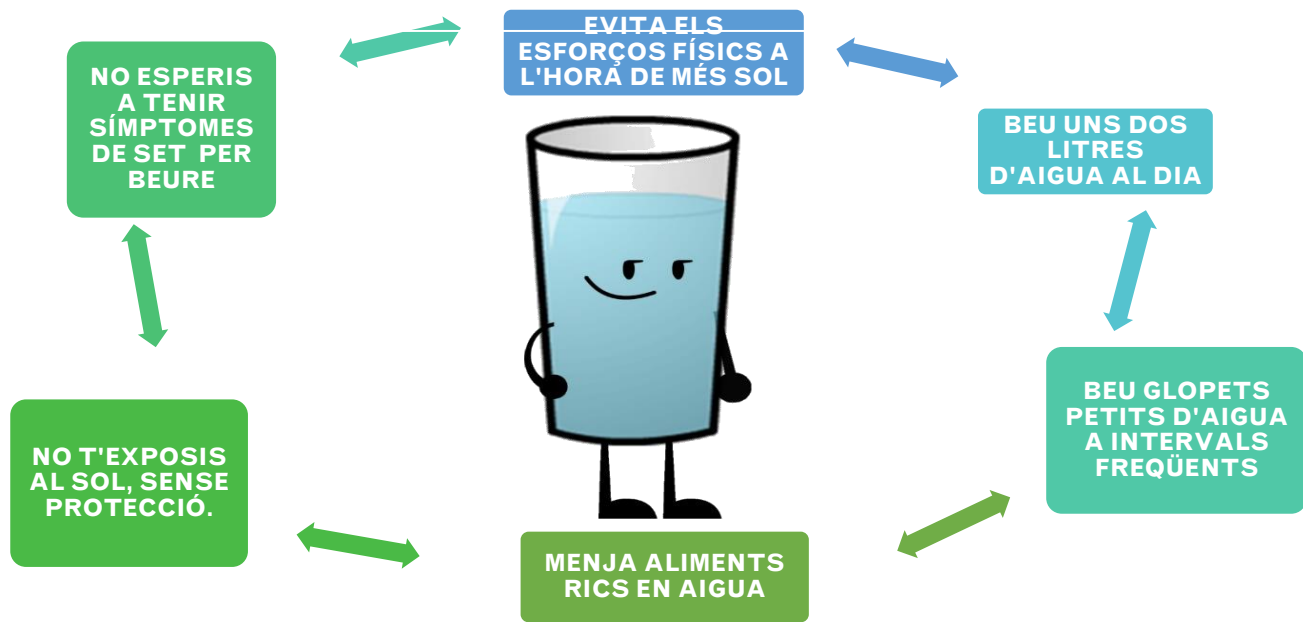 EVITA ELS
ESFORÇOS FÍSICS A
L'HORA DE MÉS SOL
BEU UNS DOS
LITRES
D'AIGUA AL DIA
BEU GLOPETS
PETITS D'AIGUA
A INTERVALS
FREQÜENTS
MENJA ALIMENTS
RICS EN AIGUA
NO T'EXPOSIS
AL SOL, SENSE
PROTECCIÓ.
NO ESPERIS
A TENIR
SÍMPTOMES
DE SET PER
BEURE